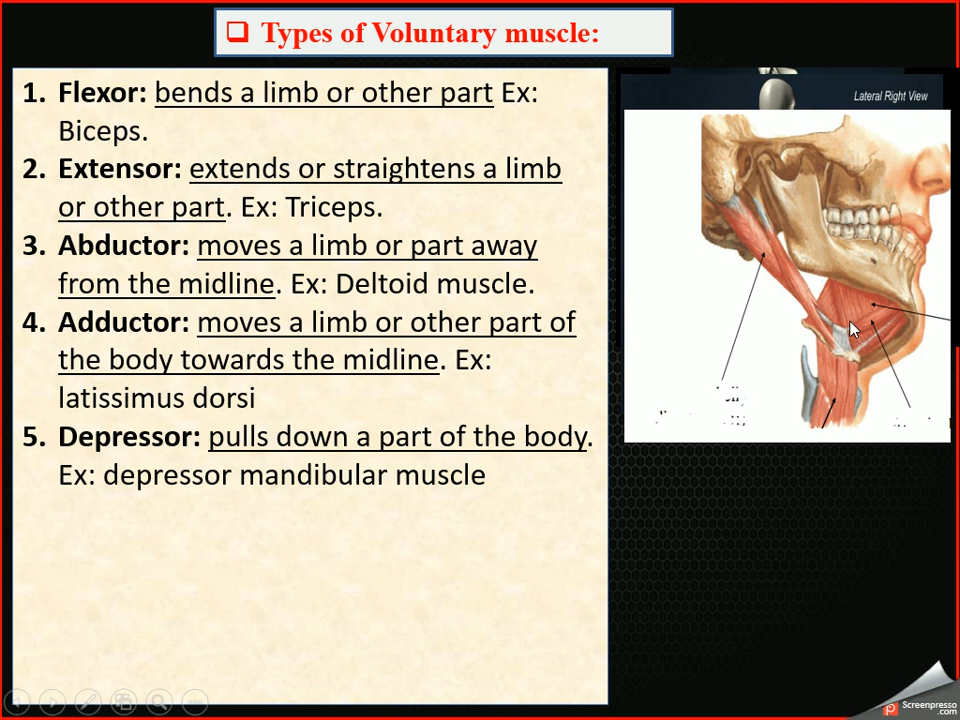 ❑ Types of Voluntary muscle:
1. Flexor: bends a limb or other part Ex:
Biceps.
2. Extensor: extends or straightens a limb
or other part. Ex: Triceps.
3. Abductor: moves a limb or part away
from the midline. Ex: Deltoid muscle.
4. Adductor: moves a limb or other part of
the body towards the midline. Ex:
latissimus dorsi
5. Depressor: pulls down a part of the body.
Ex: depressor mandibular muscle
Lateral Right View
Screenpresso
.com